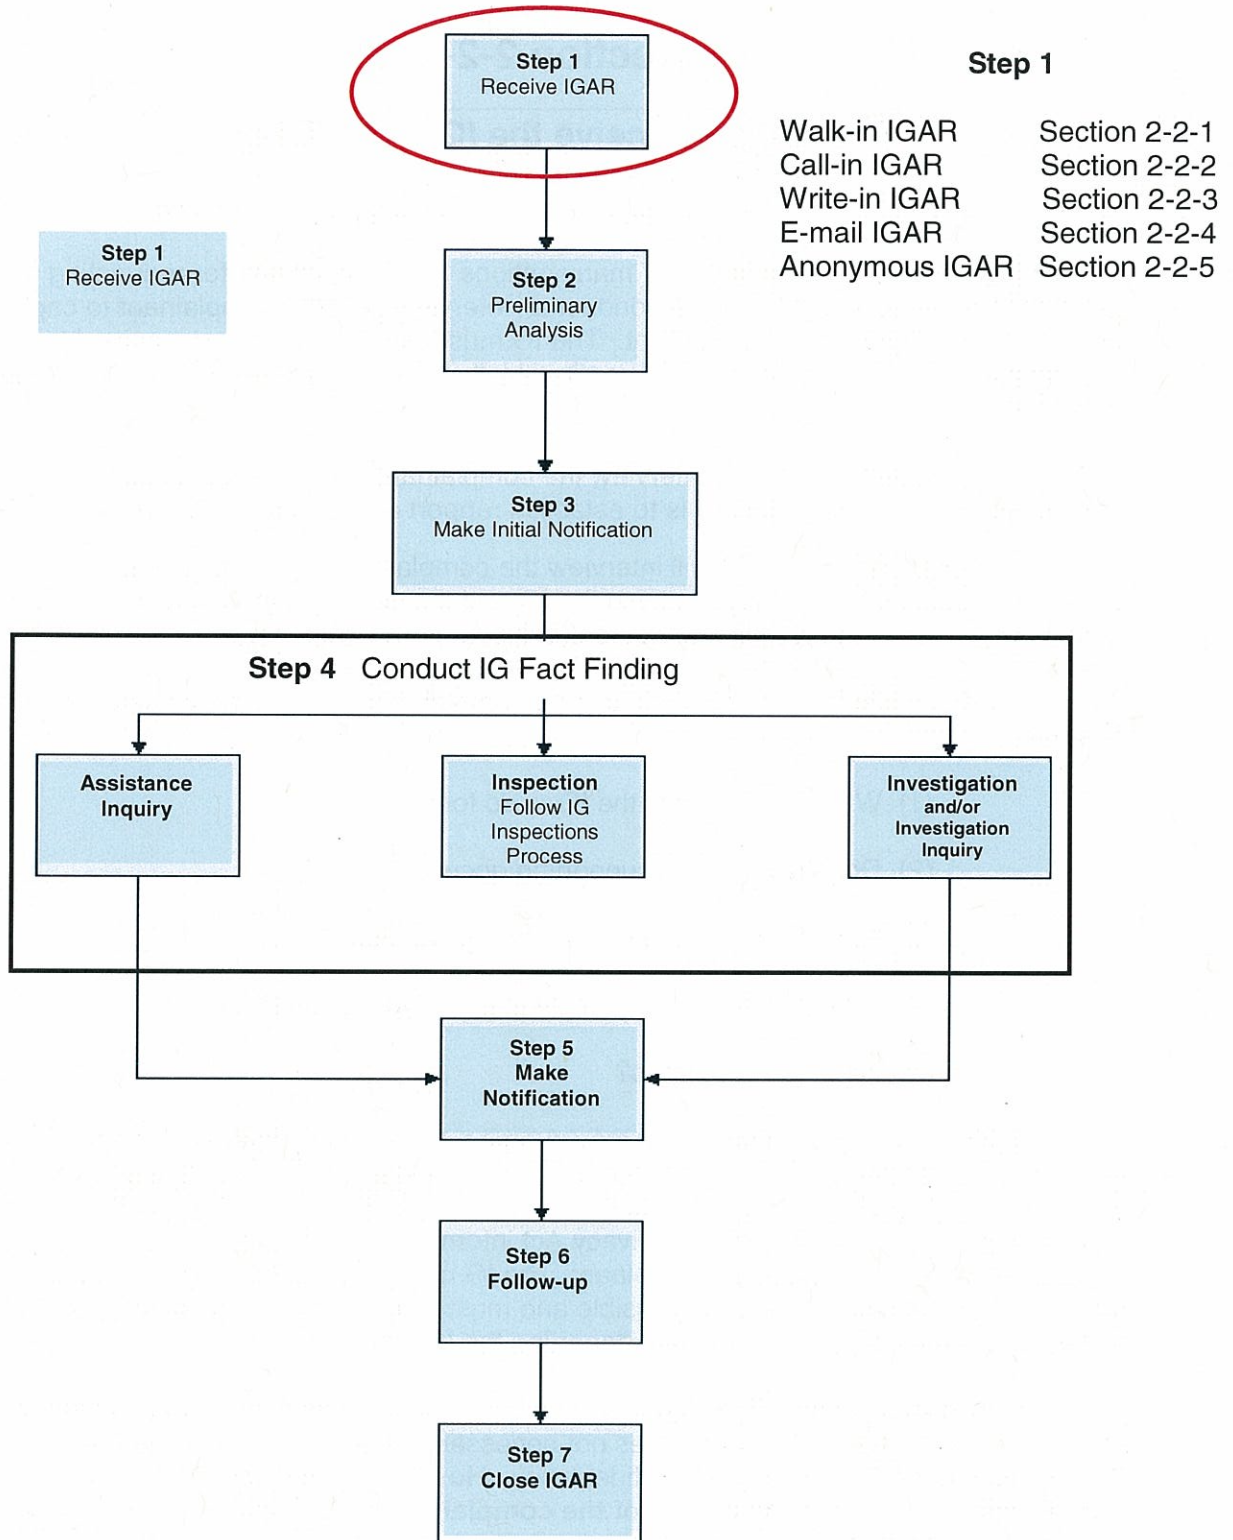 Step 1
Receive IGAR
Step 1
Walk-in IGAR Section 2-2-1
Call-in IGAR Section 2-2-2
Write-in IGAR Section 2-2-3
E-mail IGAR Section 2-2-4
Anonymous IGAR Section 2-2-5
Step 1
Receive IGAR
Step 2
Preliminary
Analysis
Step 3
Make Initial Notification
Step 4 Conduct IG Fact Finding
Assistance
Inquiry
Inspection
Follow IG
Inspections
Process
Investigation
and/or
Investigation
Inquiry
Step 5
Make
Notification
Step 6
Follow-up
Step 7
Close IGAR